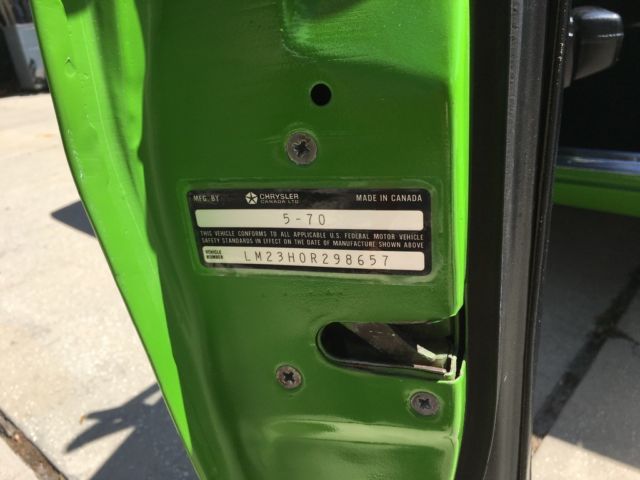 MFG. BY CHRYSLER CANADA LTD MADE IN CANADA
5-70
THIS VEHICLE CONFORMS TO ALL APPLICABLE U.S. FEDERAL MOTOR VEHICLE
SAFETY STANDARDS IN EFFECT ON THE DATE OF MANUFACTURE SHOWN ABOVE
VEHICLE NUMBER LM23H0R298657